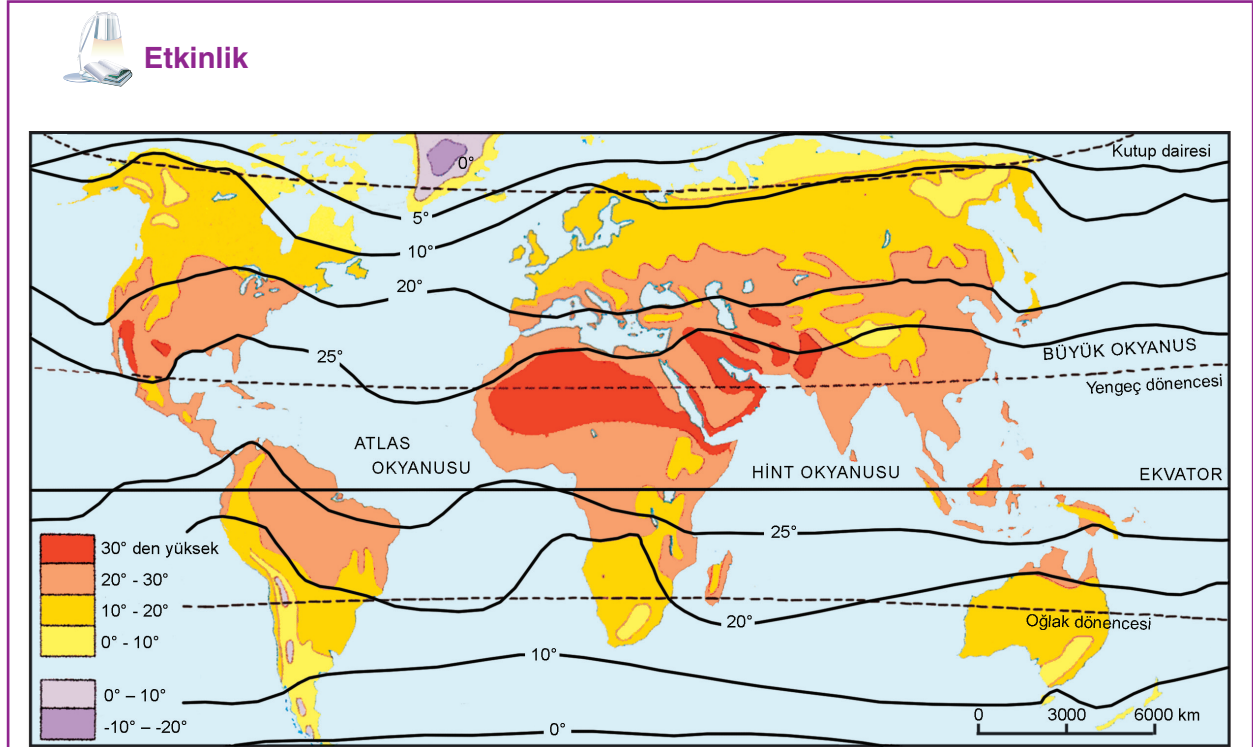 Etkinlik
Kutup dairesi
0°
5°
10°
20°
25°
BÜYÜK OKYANUS
Yengeç dönencesi
ATLAS
OKYANUSU
HİNT OKYANUSU
EKVATOR
25°
30° den yüksek
20° - 30°
10° - 20°
0° - 10°
0° – 10°
-10° – -20°
20°
Oğlak dönencesi
10°
0°
0 3000 6000 km